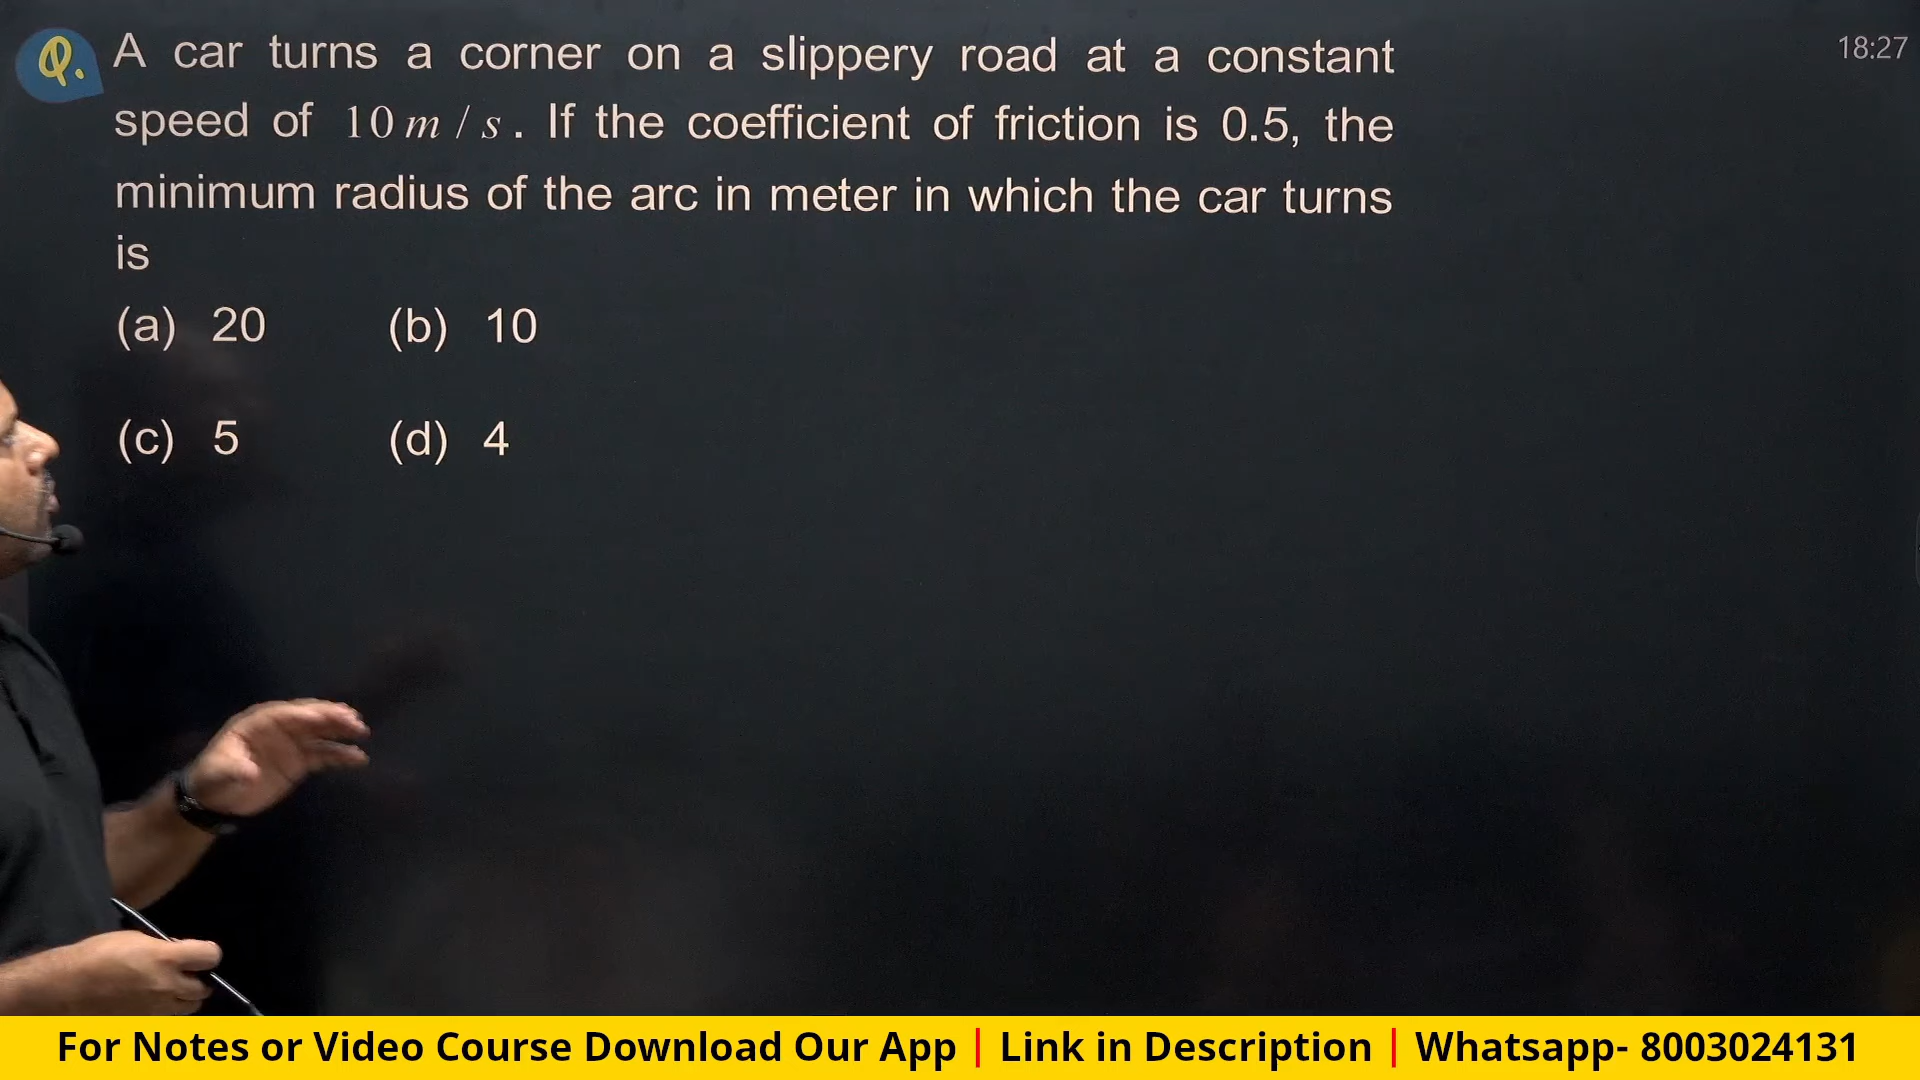 Q. A car turns a corner on a slippery road at a constant
18:27
speed of 10 m / s . If the coefficient of friction is 0.5, the
minimum radius of the arc in meter in which the car turns
is
(a) 20 (b) 10
(c) 5 (d) 4
For Notes or Video Course Download Our App | Link in Description | Whatsapp- 8003024131